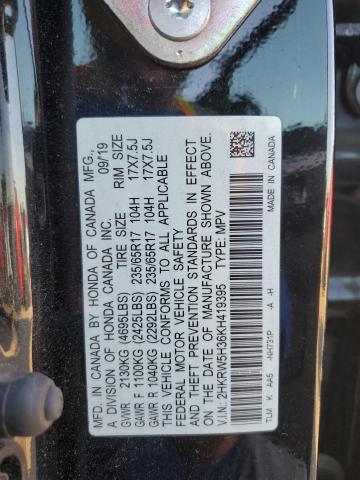 MFD. IN CANADA BY HONDA OF CANADA MFG.,
A DIVISION OF HONDA CANADA INC. 09/19
TIRE SIZE RIM SIZE
GVWR 2130KG (4695LBS)
GAWR F 1100KG (2425LBS) 235/65R17 104H 17X7.5J
GAWR R 1040KG (2292LBS) 235/65R17 104H 17X7.5J
THIS VEHICLE CONFORMS TO ALL APPLICABLE
FEDERAL MOTOR VEHICLE SAFETY
AND THEFT PREVENTION STANDARDS IN EFFECT
ON THE DATE OF MANUFACTURE SHOWN ABOVE.
V.I.N.: 2HKRW5H36KH419395 TYPE: MPV
TLM K AA5 -NH731P -A -H
MADE IN CANADA